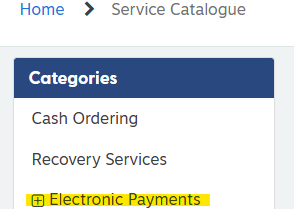 Home > Service Catalogue
Categories
Cash Ordering
Recovery Services
Electronic Payments